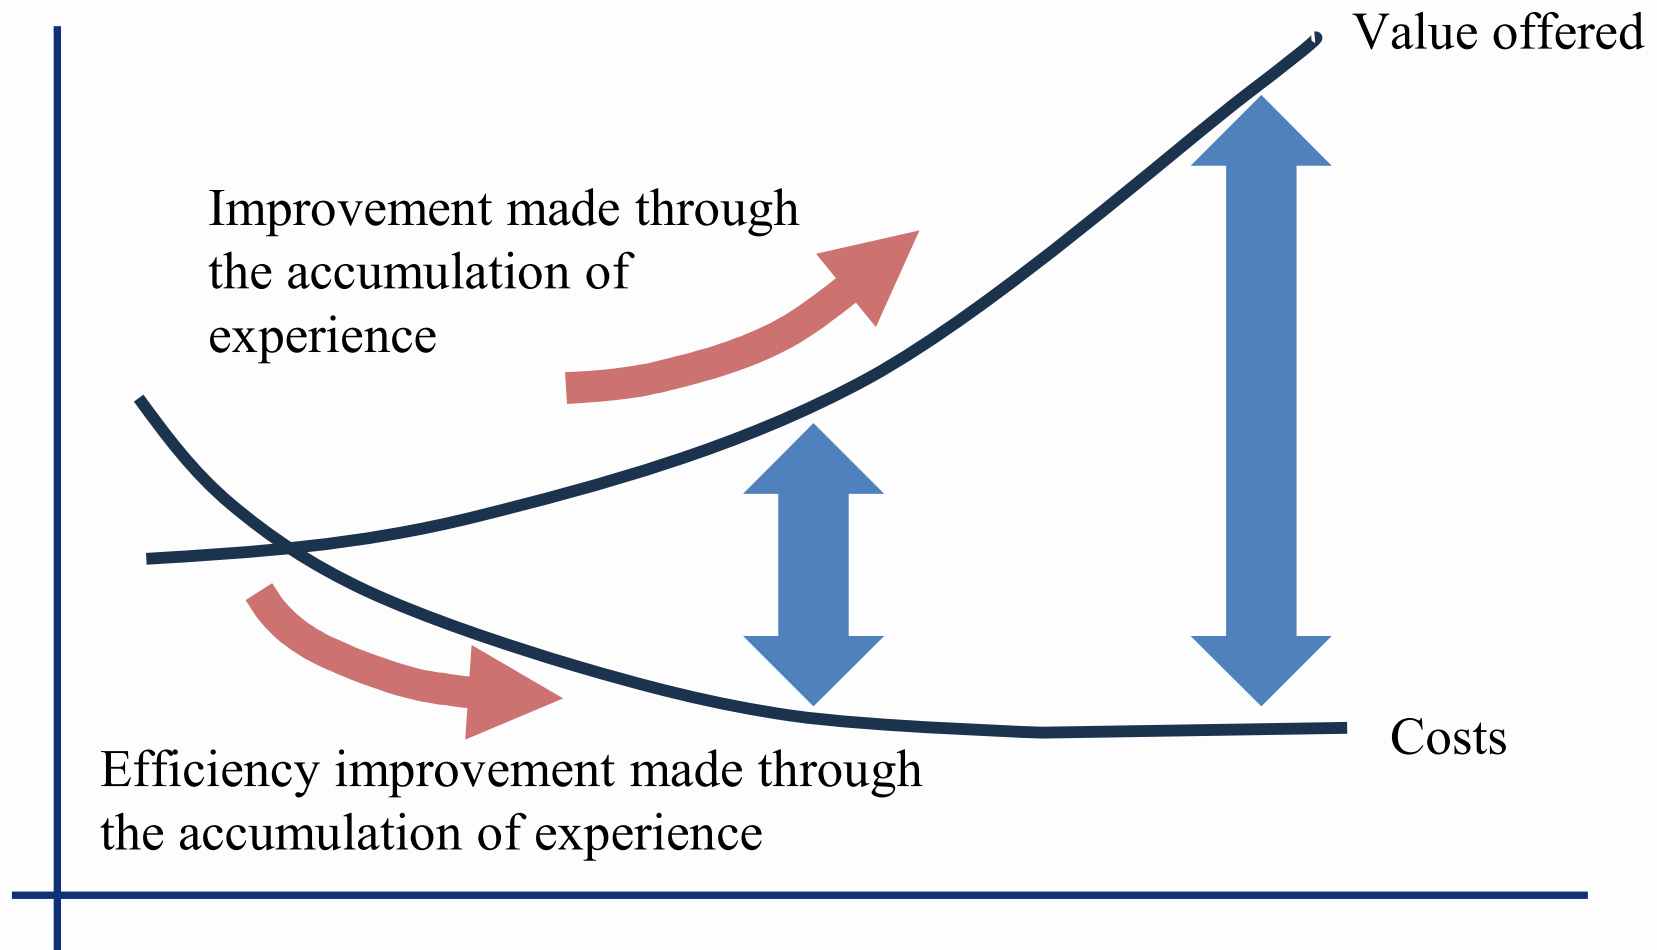 Value offered
Improvement made through
the accumulation of
experience
Costs
Efficiency improvement made through
the accumulation of experience